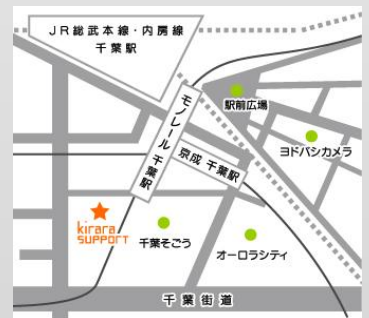 JR総武本線・内房線
千葉駅
駅前広場
モノレール 千葉駅
京成 千葉駅
ヨドバシカメラ
kirara
SUPPORT
千葉そごう
オーロラシティ
千葉街道